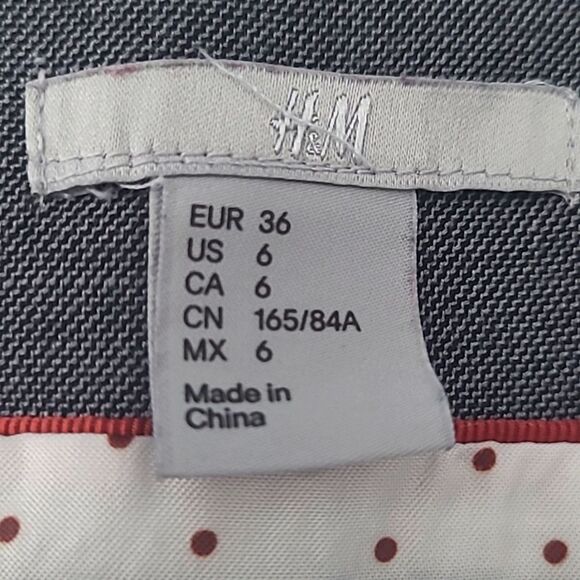 H&M
EUR 36
US 6
CA 6
CN 165/84A
MX 6
Made in
China